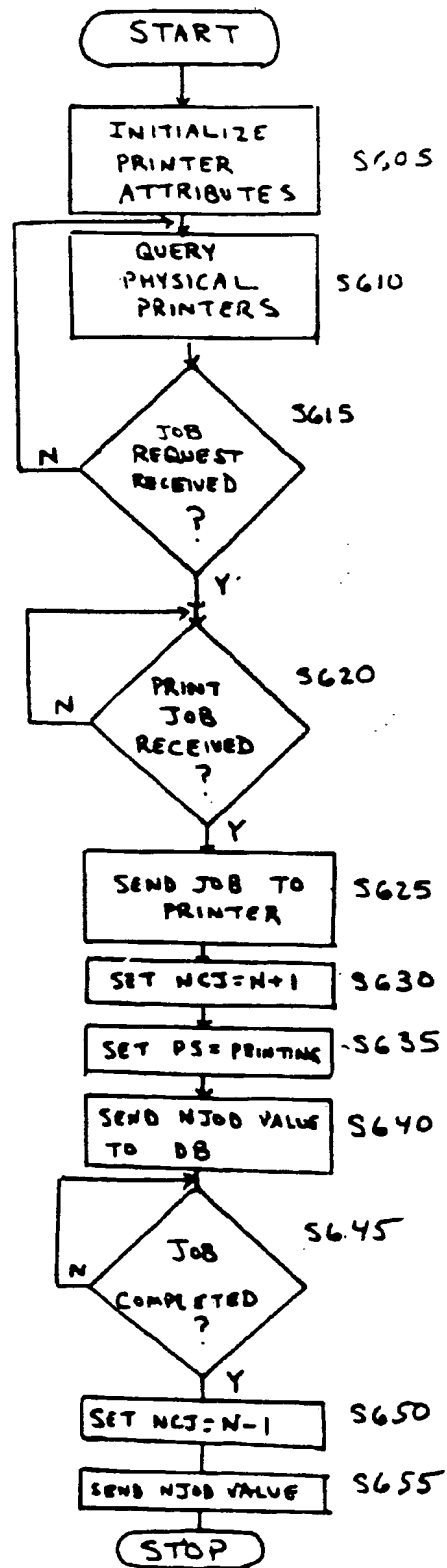 START
INITIALIZE
PRINTER
ATTRIBUTES
S605
QUERY
PHYSICAL
PRINTERS
S610
S615
JOB
REQUEST
RECEIVED
?
N
Y
S620
PRINT
JOB
RECEIVED
?
N
Y
SEND JOB TO
PRINTER
S625
SET NCJ=N+1
S630
SET PS=PRINTING
S635
SEND NJOD VALUE
TO DB
S640
S645
JOB
COMPLETED
?
N
Y
SET NCJ=N-1
S650
SEND NJOD VALUE
S655
STOP